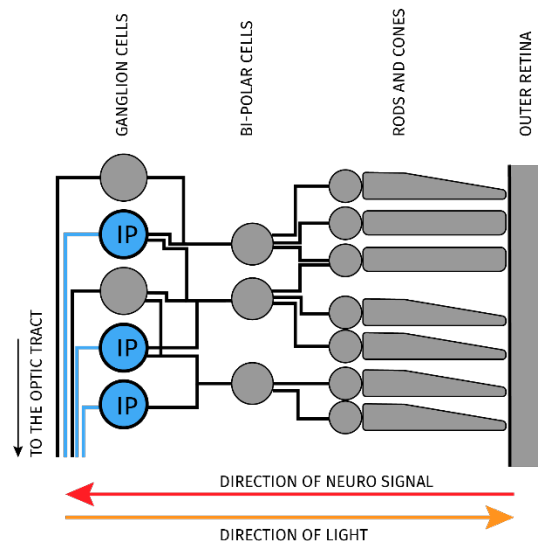 GANGLION CELLS
BI-POLAR CELLS
RODS AND CONES
OUTER RETINA
IP
IP
IP
TO THE OPTIC TRACT
DIRECTION OF NEURO SIGNAL
DIRECTION OF LIGHT